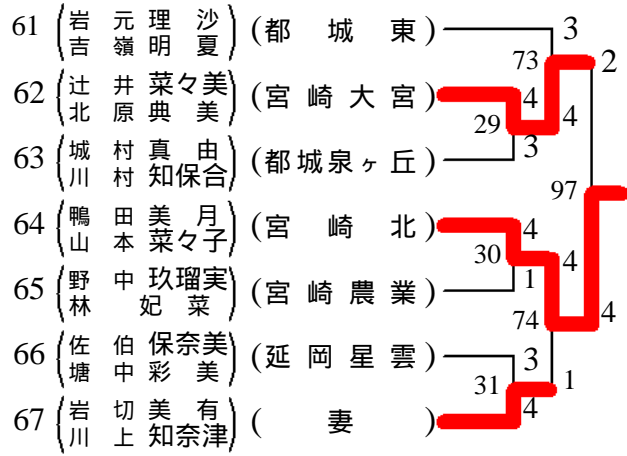 61 (岩元理沙 (都城東) 3
吉嶺明夏
73 2
62 (辻井菜々美 (宮崎大宮) 4 4
北原典美
29
63 (城村真由 (都城泉ヶ丘) 3
川村知保合
97
64 (鴨田美月 (宮崎北) 4 4
山本菜々子
30
65 (野中玖瑠実 (宮崎農業) 1
林妃菜
74 4
66 (佐伯保奈美 (延岡星雲) 3 1
塘中彩美
31
67 (岩切美有 (妻) 4
川上知奈津